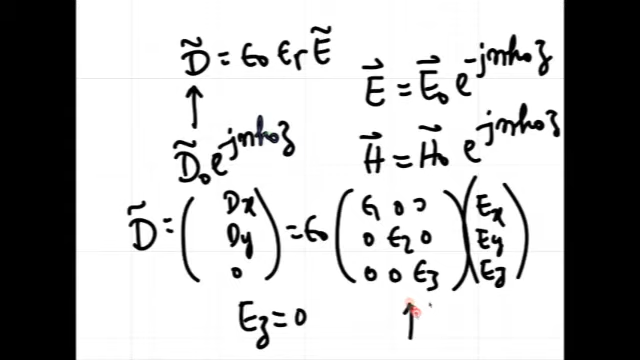 D̃ = ε₀ εᵣ Ẽ
E⃗ = E⃗₀ e^{-jnk₀z}
↑
D̃₀ e^{-jnk₀z}
H⃗ = H⃗₀ e^{-jnk₀z}
D̃ = (Dx Dy 0) = ε₀ (ε₁ 0 0 0 ε₂ 0 0 0 ε₃) (Ex Ey Ez)
Ez = 0
↑